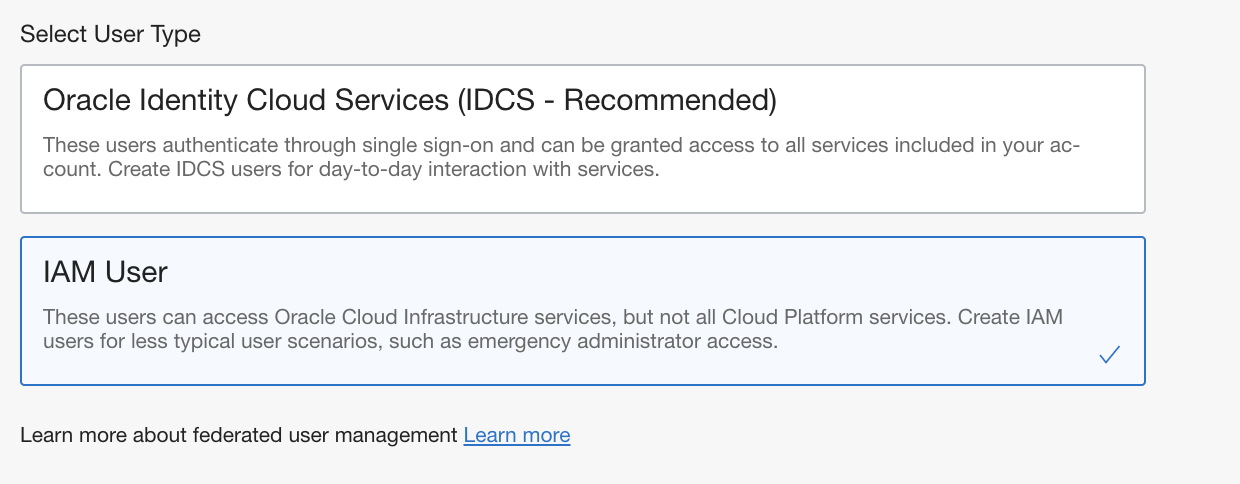 Select User Type
Oracle Identity Cloud Services (IDCS - Recommended)
These users authenticate through single sign-on and can be granted access to all services included in your ac-
count. Create IDCS users for day-to-day interaction with services.
IAM User
These users can access Oracle Cloud Infrastructure services, but not all Cloud Platform services. Create IAM
users for less typical user scenarios, such as emergency administrator access.
Learn more about federated user management Learn more